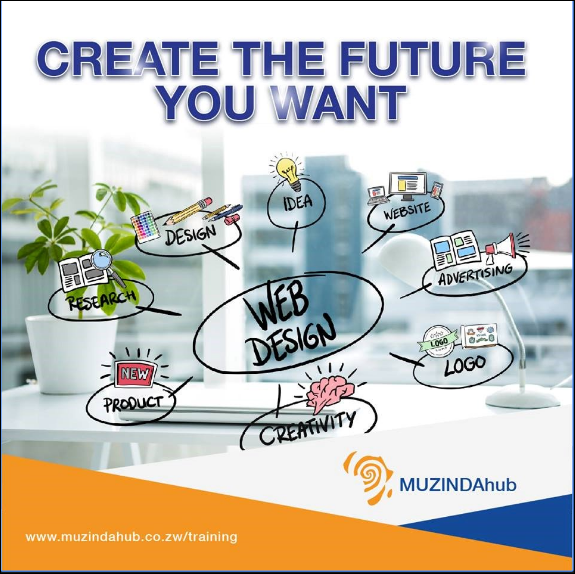 CREATE THE FUTURE
YOU WANT
IDEA
WEBSITE
DESIGN
ADVERTISING
RESEARCH
WEB
DESIGN
LOGO
LOGO
NEW
PRODUCT
CREATIVITY
MUZINDAhub
www.muzindahub.co.zw/training